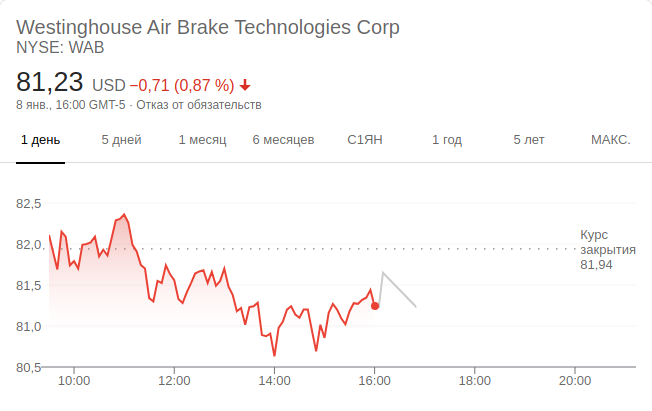 Westinghouse Air Brake Technologies Corp
NYSE: WAB
81,23 USD −0,71 (0,87 %)
8 янв., 16:00 GMT-5 · Отказ от обязательств
1 день 5 дней 1 месяц 6 месяцев С1ЯН 1 год 5 лет МАКС.
82,5
82,0
81,5
81,0
80,5
Курс
закрытия
81,94
10:00 12:00 14:00 16:00 18:00 20:00